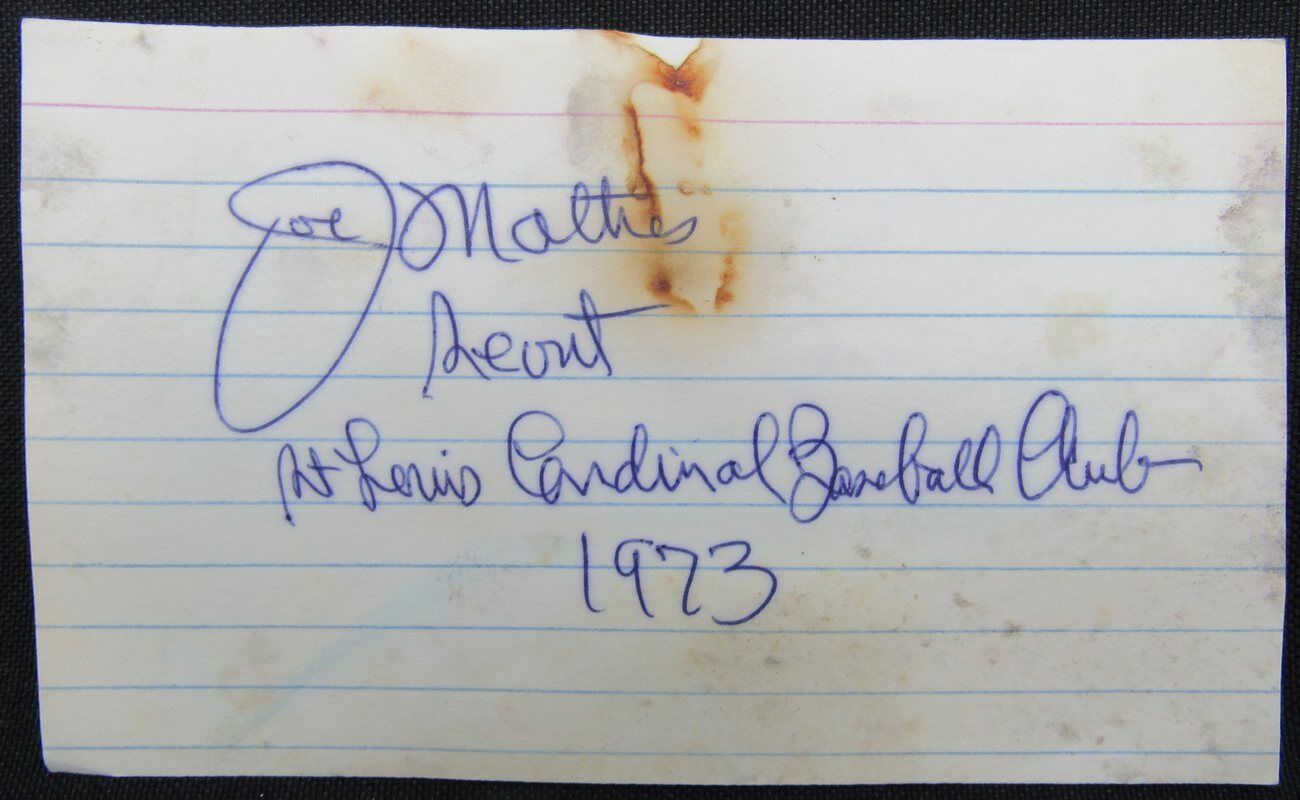 Joe Mathes
Scout
St Louis Cardinal Baseball Club
1973